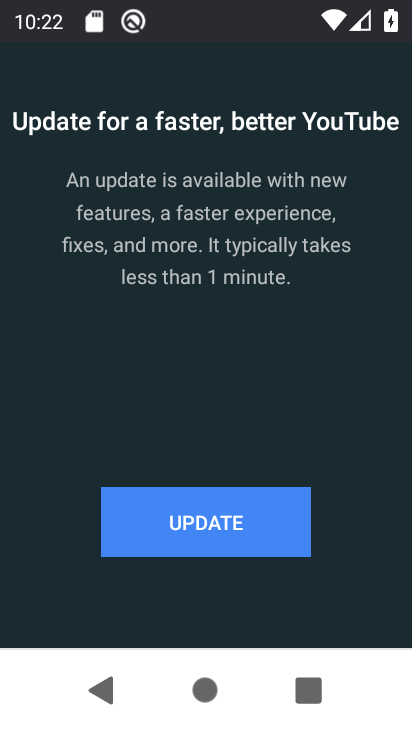 10:22
Update for a faster, better YouTube
An update is available with new
features, a faster experience,
fixes, and more. It typically takes
less than 1 minute.
UPDATE